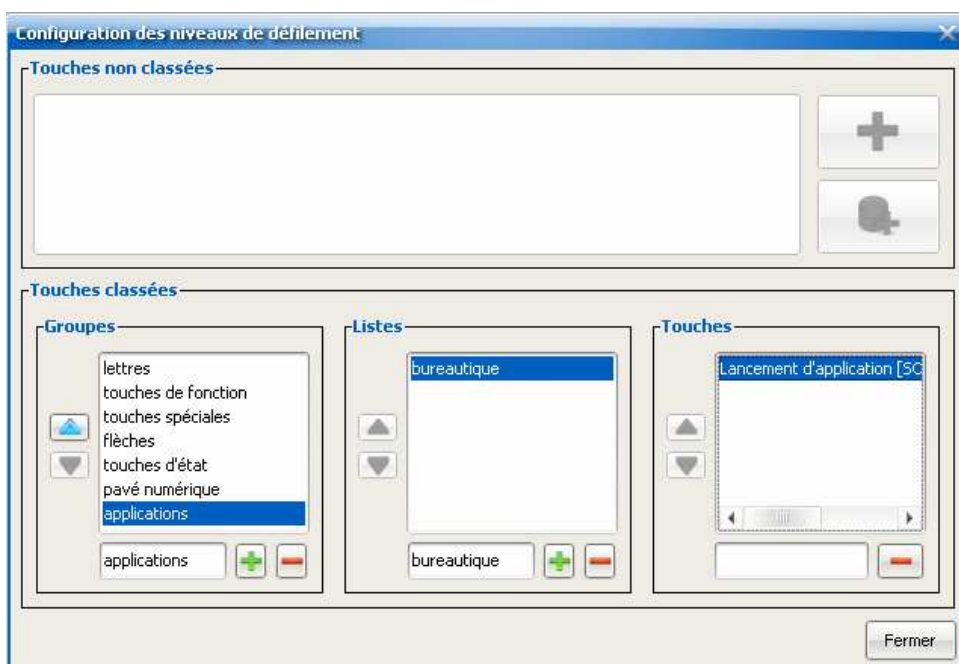 Configuration des niveaux de défilement
Touches non classées
Touches classées
Groupes
lettres
touches de fonction
touches spéciales
flèches
touches d'état
pavé numérique
applications
applications
Listes
bureautique
bureautique
Touches
Lancement d'application [SC
Fermer